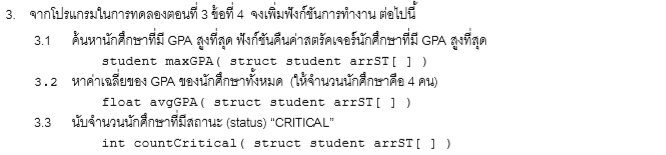 3. จากโปรแกรมในการทดลองตอนที่ 3 ข้อที่ 4 จงเพิ่มฟังก์ชันการทำงาน ต่อไปนี้
3.1 ค้นหานักศึกษาที่มี GPA สูงที่สุด ฟังก์ชันคืนค่าสตรัคเจอร์นักศึกษาที่มี GPA สูงที่สุด
student maxGPA( struct student arrST[ ] )
3.2 หาค่าเฉลี่ยของ GPA ของนักศึกษาทั้งหมด (ให้จำนวนนักศึกษาคือ 4 คน)
float avgGPA( struct student arrST[ ] )
3.3 นับจำนวนนักศึกษาที่มีสถานะ (status) “CRITICAL”
int countCritical( struct student arrST[ ] )